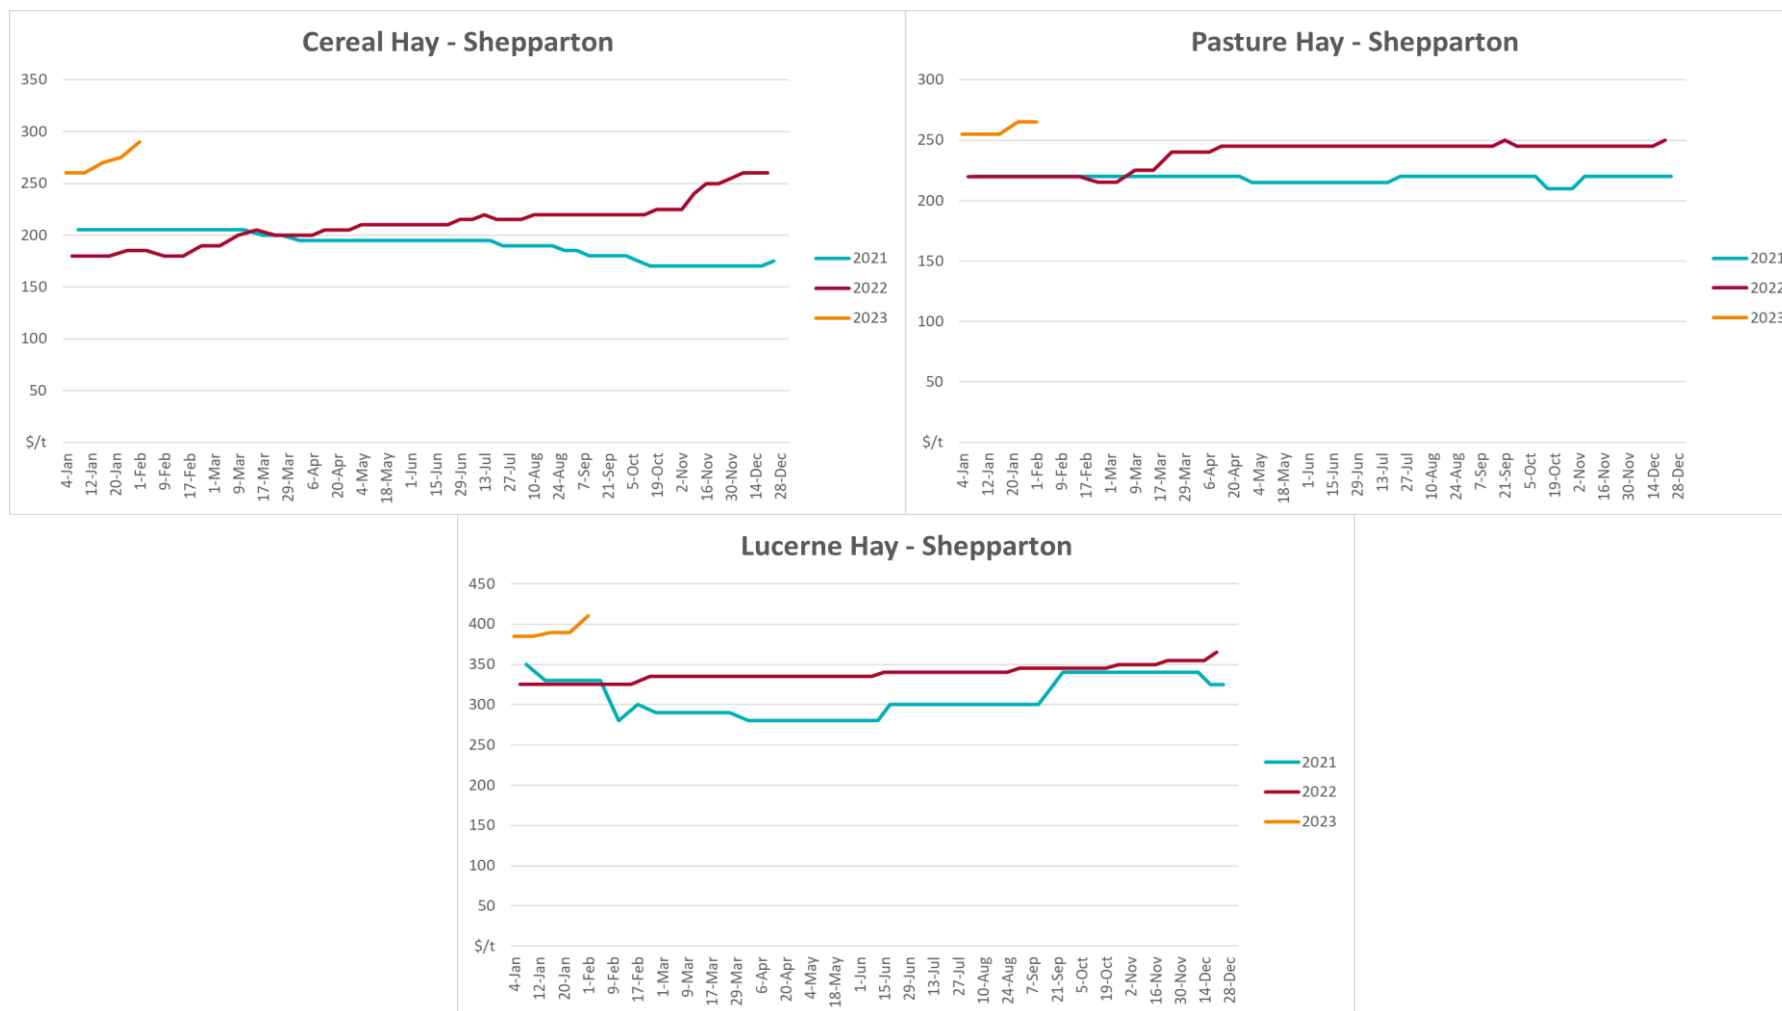 Cereal Hay - Shepparton
350
300
250
200
150
100
50
$/t
4-Jan
12-Jan
20-Jan
1-Feb
9-Feb
17-Feb
1-Mar
9-Mar
17-Mar
29-Mar
6-Apr
20-Apr
4-May
18-May
1-Jun
15-Jun
29-Jun
13-Jul
27-Jul
10-Aug
24-Aug
7-Sep
21-Sep
5-Oct
19-Oct
2-Nov
16-Nov
30-Nov
14-Dec
28-Dec
2021
2022
2023
Pasture Hay - Shepparton
300
250
200
150
100
50
$/t
4-Jan
12-Jan
20-Jan
1-Feb
9-Feb
17-Feb
1-Mar
9-Mar
17-Mar
29-Mar
6-Apr
20-Apr
4-May
18-May
1-Jun
15-Jun
29-Jun
13-Jul
27-Jul
10-Aug
24-Aug
7-Sep
21-Sep
5-Oct
19-Oct
2-Nov
16-Nov
30-Nov
14-Dec
28-Dec
2021
2022
2023
Lucerne Hay - Shepparton
450
400
350
300
250
200
150
100
50
$/t
4-Jan
12-Jan
20-Jan
1-Feb
9-Feb
17-Feb
1-Mar
9-Mar
17-Mar
29-Mar
6-Apr
20-Apr
4-May
18-May
1-Jun
15-Jun
29-Jun
13-Jul
27-Jul
10-Aug
24-Aug
7-Sep
21-Sep
5-Oct
19-Oct
2-Nov
16-Nov
30-Nov
14-Dec
28-Dec
2021
2022
2023